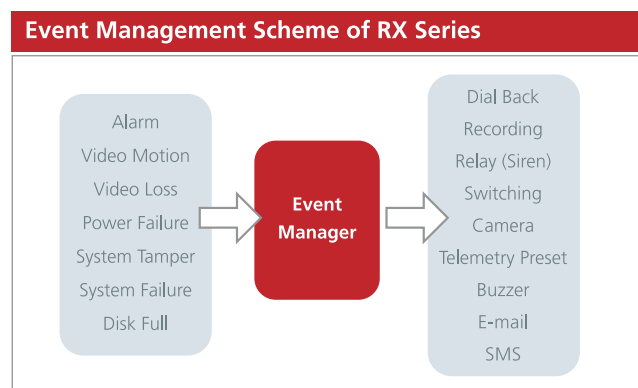 Event Management Scheme of RX Series
Alarm
Video Motion
Video Loss
Power Failure
System Tamper
System Failure
Disk Full
Event
Manager
Dial Back
Recording
Relay (Siren)
Switching
Camera
Telemetry Preset
Buzzer
E-mail
SMS